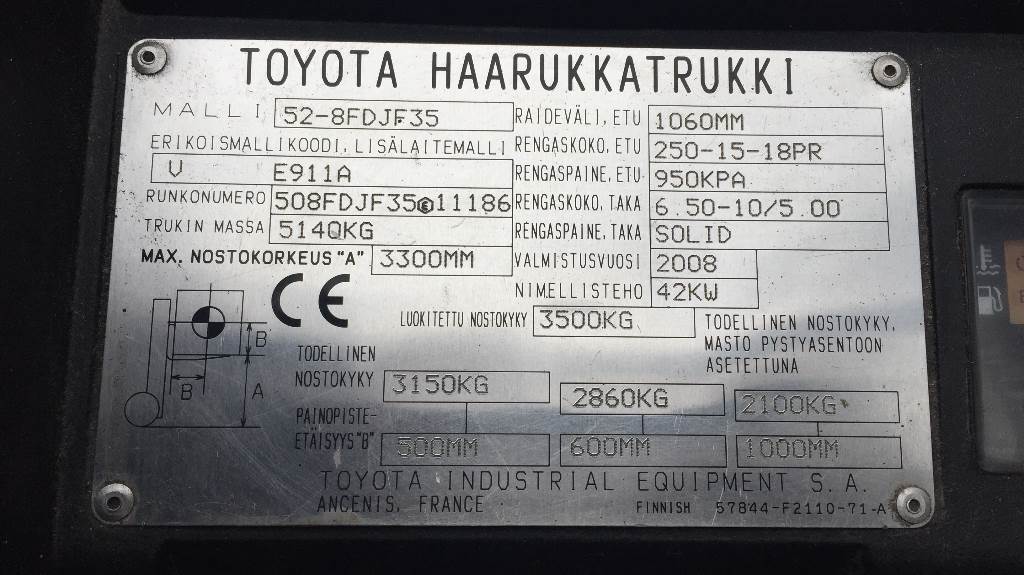 TOYOTA HAARUKKATRUKKI
MALLI 52-8FDJF35
ERIKOISMALLIKOODI, LISÄLAITEMALLI
V E911A
RUNKONUMERO 508FDJF35 11186
TRUKIN MASSA 5140KG
MAX. NOSTOKORKEUS "A" 3300MM
RAIDEVÄLI, ETU 1060MM
RENGASKOKO, ETU 250-15-18PR
RENGASPAINE, ETU 950KPA
RENGASKOKO, TAKA 6.50-10/5.00
RENGASPAINE, TAKA SOLID
VALMISTUSVUOSI 2008
NIMELLISTEHO 42KW
CE
LUOKITETTU NOSTOKYKY 3500KG
TODELLINEN NOSTOKYKY,
MASTO PYSTYASENTOON
ASETETTUNA
B
B
A
TODELLINEN
NOSTOKYKY 3150KG 2860KG 2100KG
PAINOPISTE-
ETÄISYYS"B" 500MM 600MM 1000MM
TOYOTA INDUSTRIAL EQUIPMENT S.A.
ANCENIS, FRANCE FINNISH 57844-F2110-71-A